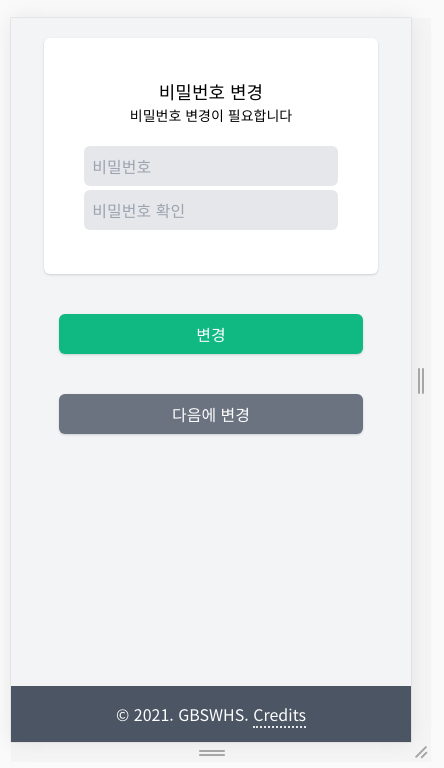 비밀번호 변경
비밀번호 변경이 필요합니다
비밀번호
비밀번호 확인
변경
다음에 변경
© 2021. GBSWHS. Credits